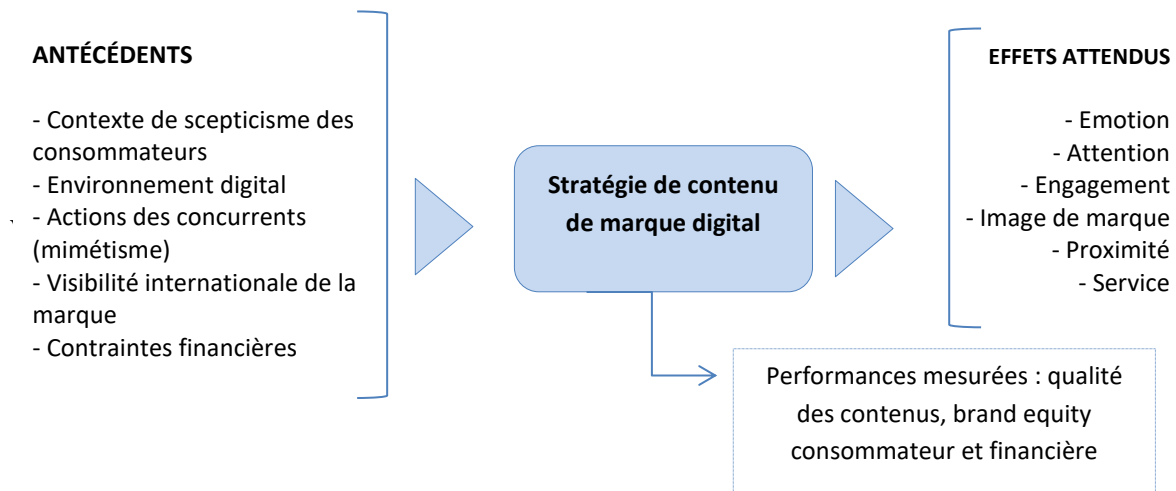 ANTÉCÉDENTS
- Contexte de scepticisme des
consommateurs
- Environnement digital
- Actions des concurrents
(mimétisme)
- Visibilité internationale de la
marque
- Contraintes financières
Stratégie de contenu
de marque digital
EFFETS ATTENDUS
- Emotion
- Attention
- Engagement
- Image de marque
- Proximité
- Service
Performances mesurées : qualité
des contenus, brand equity
consommateur et financière